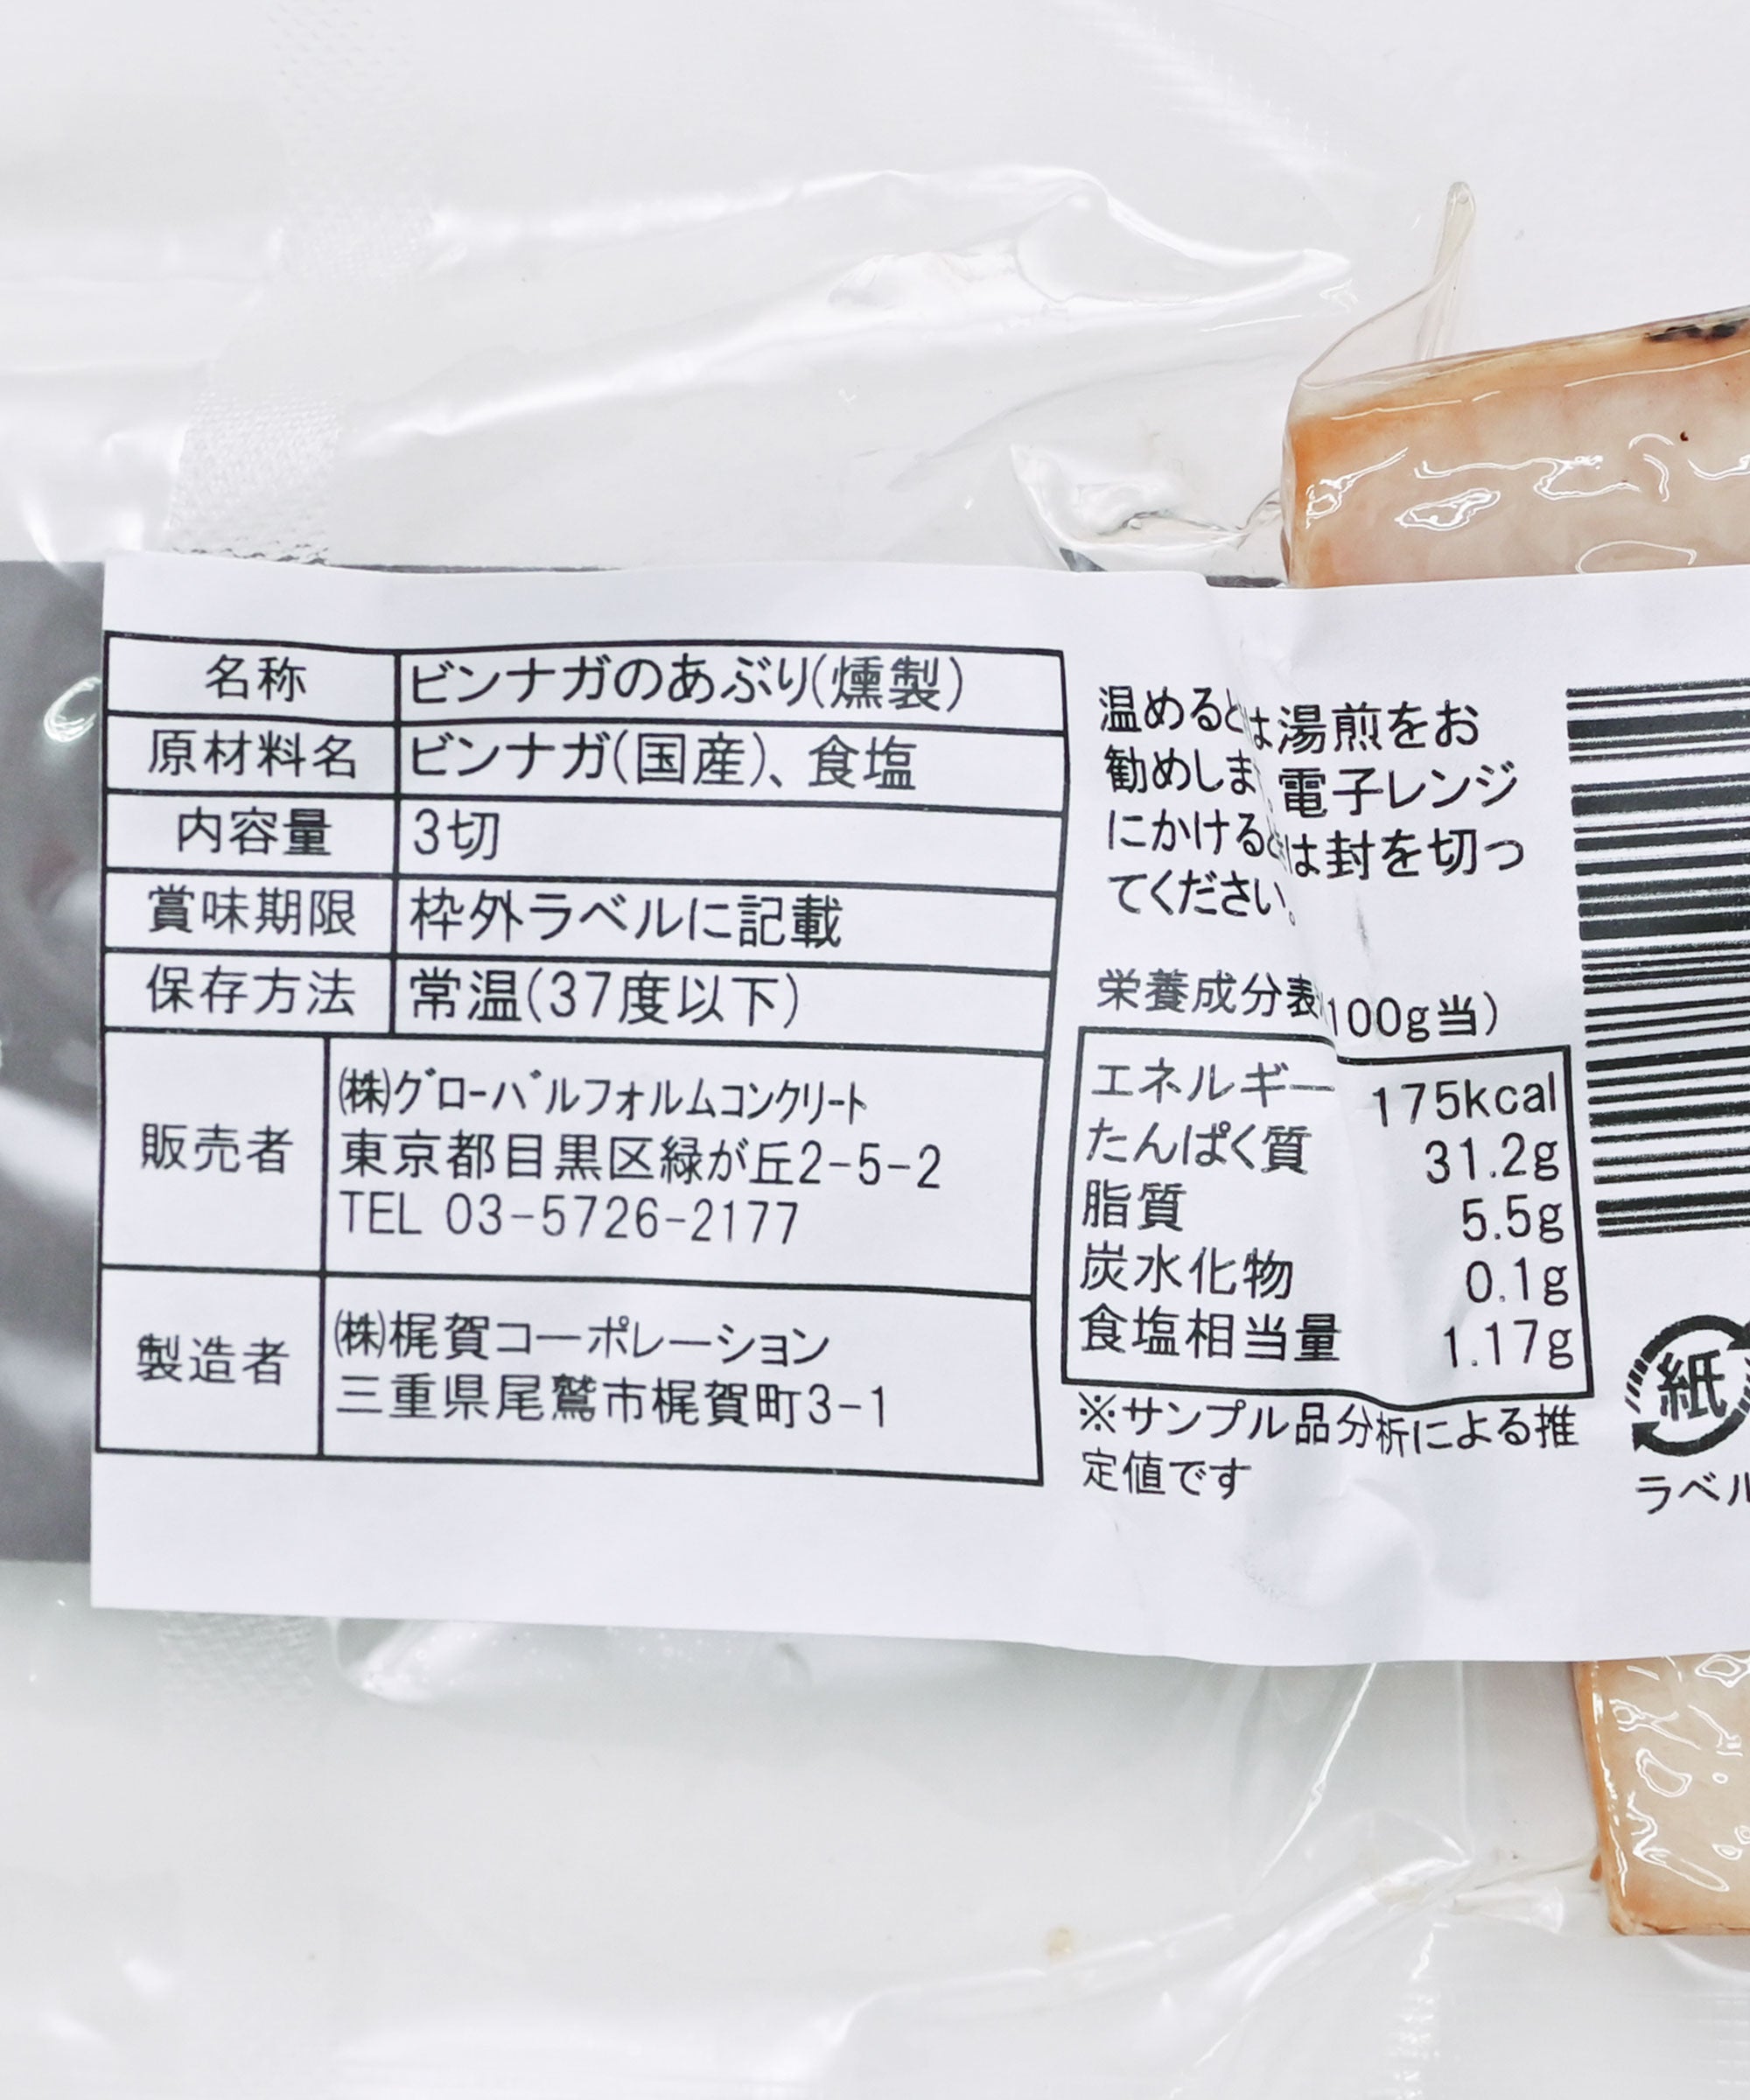 名称 ビンナガのあぶり(燻製)
原材料名 ビンナガ(国産)、食塩
内容量 3切
賞味期限 枠外ラベルに記載
保存方法 常温(37度以下)
販売者
㈱グローバルフォルムコンクリート
東京都目黒区緑が丘2-5-2
TEL 03-5726-2177
製造者
㈱梶賀コーポレーション
三重県尾鷲市梶賀町3-1
温めると は湯煎をお
勧めしま 電子レンジ
にかけると は封を切っ
てください。
栄養成分表 100g当)
エネルギー 175kcal
たんぱく質 31.2g
脂質 5.5g
炭水化物 0.1g
食塩相当量 1.17g
※サンプル品分析による推
定値です
紙
ラベル